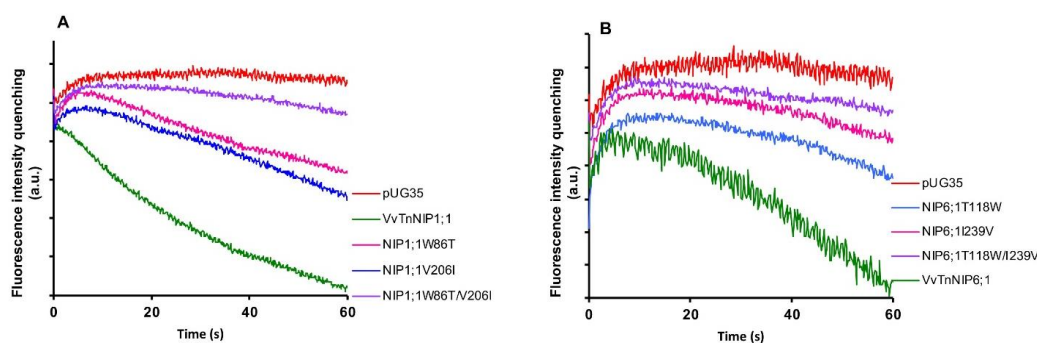 A
Fluorescence intensity quenching
(a.u.)
0
20
40
60
Time (s)
pUG35
VvTnNIP1;1
NIP1;1W86T
NIP1;1V206I
NIP1;1W86T/V206I
B
Fluorescence intensity quenching
(a.u.)
0
20
40
60
Time (s)
pUG35
NIP6;1T118W
NIP6;1I239V
NIP6;1T118W/I239V
VvTnNIP6;1